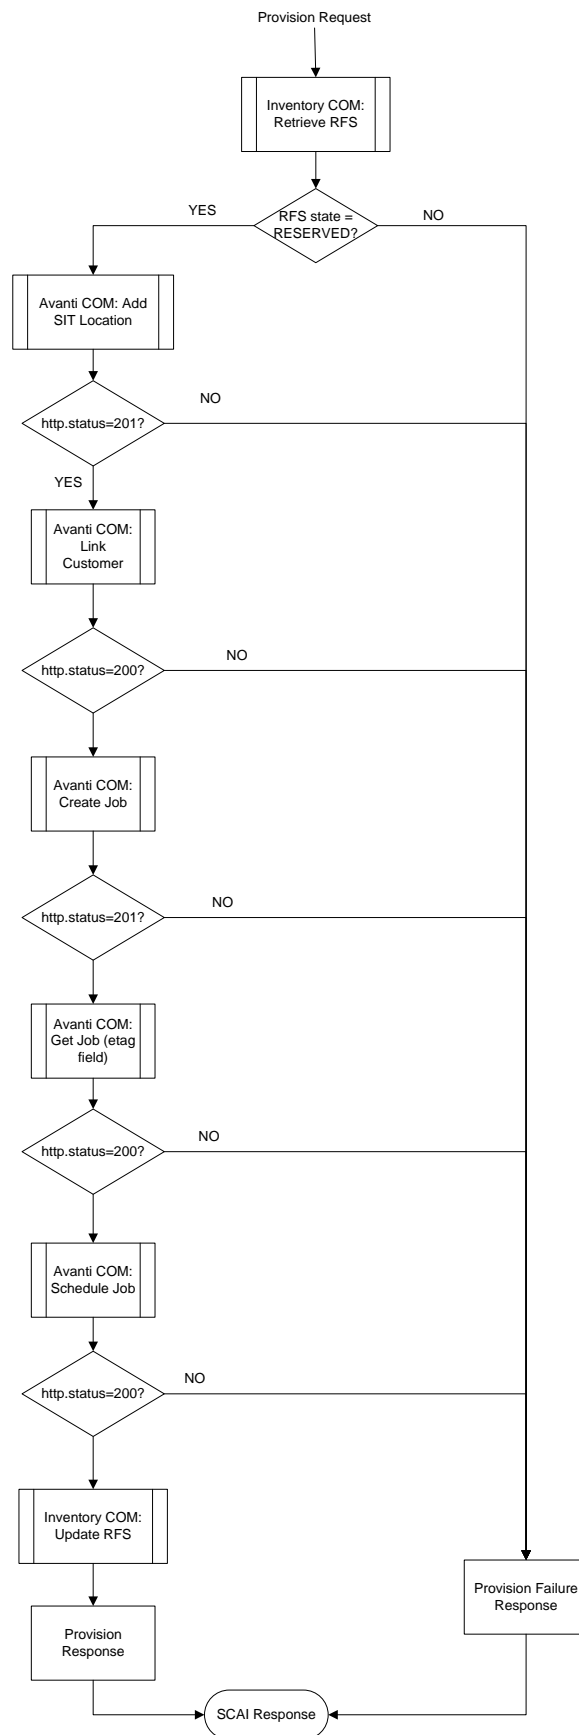 Provision Request
Inventory COM:
Retrieve RFS
RFS state =
RESERVED?
YES
NO
Avanti COM: Add
SIT Location
http.status=201?
NO
YES
Avanti COM:
Link
Customer
http.status=200?
NO
Avanti COM:
Create Job
http.status=201?
NO
Avanti COM:
Get Job (etag
field)
http.status=200?
NO
Avanti COM:
Schedule Job
http.status=200?
NO
Inventory COM:
Update RFS
Provision
Response
Provision Failure
Response
SCAI Response